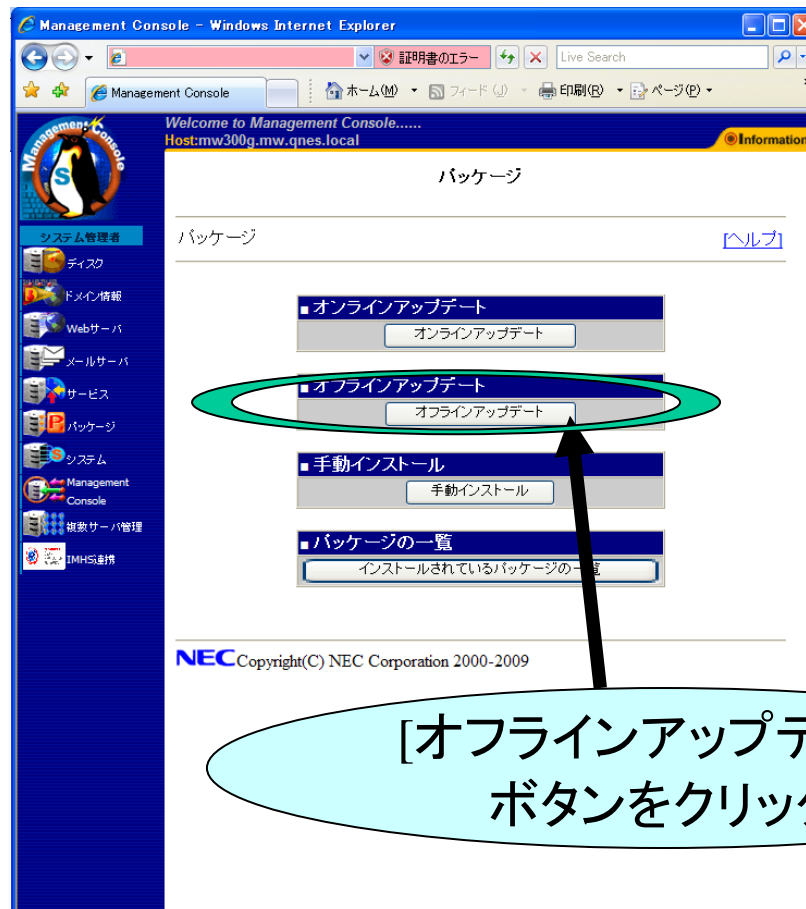 Management Console - Windows Internet Explorer
証明書のエラー
Live Search
Management Console
ホーム(M)
フィード(J)
印刷(R)
ページ(P)
Management Console
Welcome to Management Console......
Host:mw300g.mw.qnes.local
Information
パッケージ
システム管理者
パッケージ
[ヘルプ]
ディスク
ドメイン情報
Webサーバ
メールサーバ
サービス
パッケージ
システム
Management
Console
複数サーバ管理
IMHSi連携
■オンラインアップデート
オンラインアップデート
■オフラインアップデート
オフラインアップデート
■手動インストール
手動インストール
■パッケージの一覧
インストールされているパッケージの一覧
NEC Copyright(C) NEC Corporation 2000-2009
[オフラインアップデ
ボタンをクリック